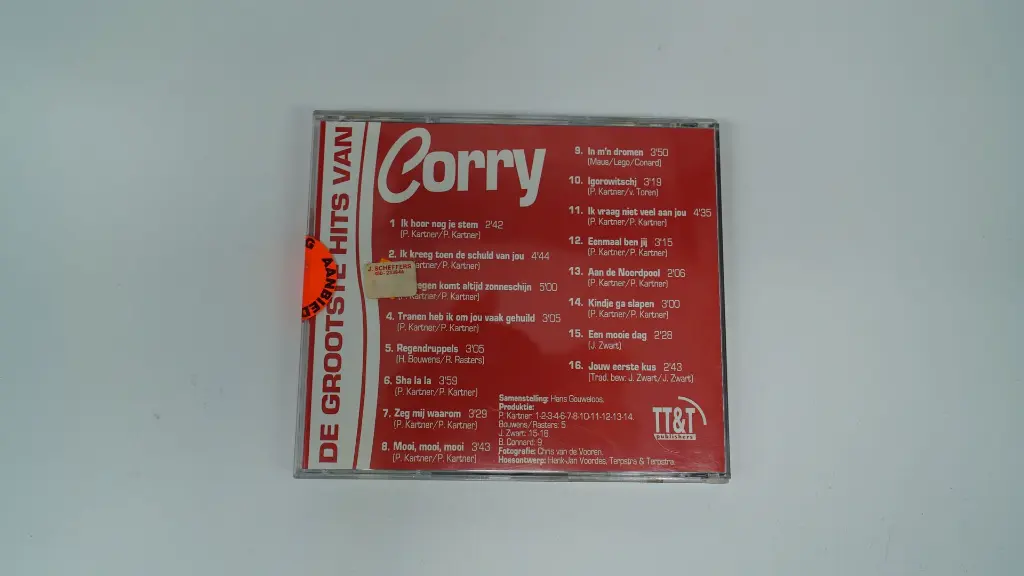 DE GROOTSTE HITS VAN
Corry
1 Ik hoor nog je stem 2'42
(P. Kartner/P. Kartner)
2. Ik kreeg toen de schuld van jou 4'44
Kartner/P. Kartner)
J. SCHEFFERS
komt altijd zonneschijn 5'00
Kartner/P. Kartner)
4. Tranen heb ik om jou vaak gehuild 3'05
(P. Kartner/P. Kartner)
5. Regendruppels 3'05
(H. Bouwens/R. Rasters)
6. Sha la la 3'59
(P. Kartner/P. Kartner)
7. Zeg mij waarom 3'29
(P. Kartner/P. Kartner)
8. Mooi, mooi, mooi 3'43
(P. Kartner/P. Kartner)
9. In m'n dromen 3'50
(Maus/Lego/Conard)
10. Igorowitschj 3'19
(P. Kartner/v. Toren)
11. Ik vraag niet veel aan jou 4'35
(P. Kartner/P. Kartner)
12. Eenmaal ben jij 3'15
(P. Kartner/P. Kartner)
13. Aan de Noordpool 2'06
(P. Kartner/P. Kartner)
14. Kindje ga slapen 3'00
(P. Kartner/P. Kartner)
15. Een mooie dag 2'28
(J. Zwart)
16. Jouw eerste kus 2'43
(Trad. bew: J. Zwart/J. Zwart)
Samenstelling: Hans Gouweloos.
Produktie:
P. Kartner: 1-2-3-4-6-7-8-10-11-12-13-14.
Bouwens/Rasters: 5
J. Zwart: 15-16
B. Connard: 9
Fotografie: Chris van de Vooren.
Hoesontwerp: Henk-Jan Voordes, Terpstra & Terpstra.
TT&T
publishers
AANBIED